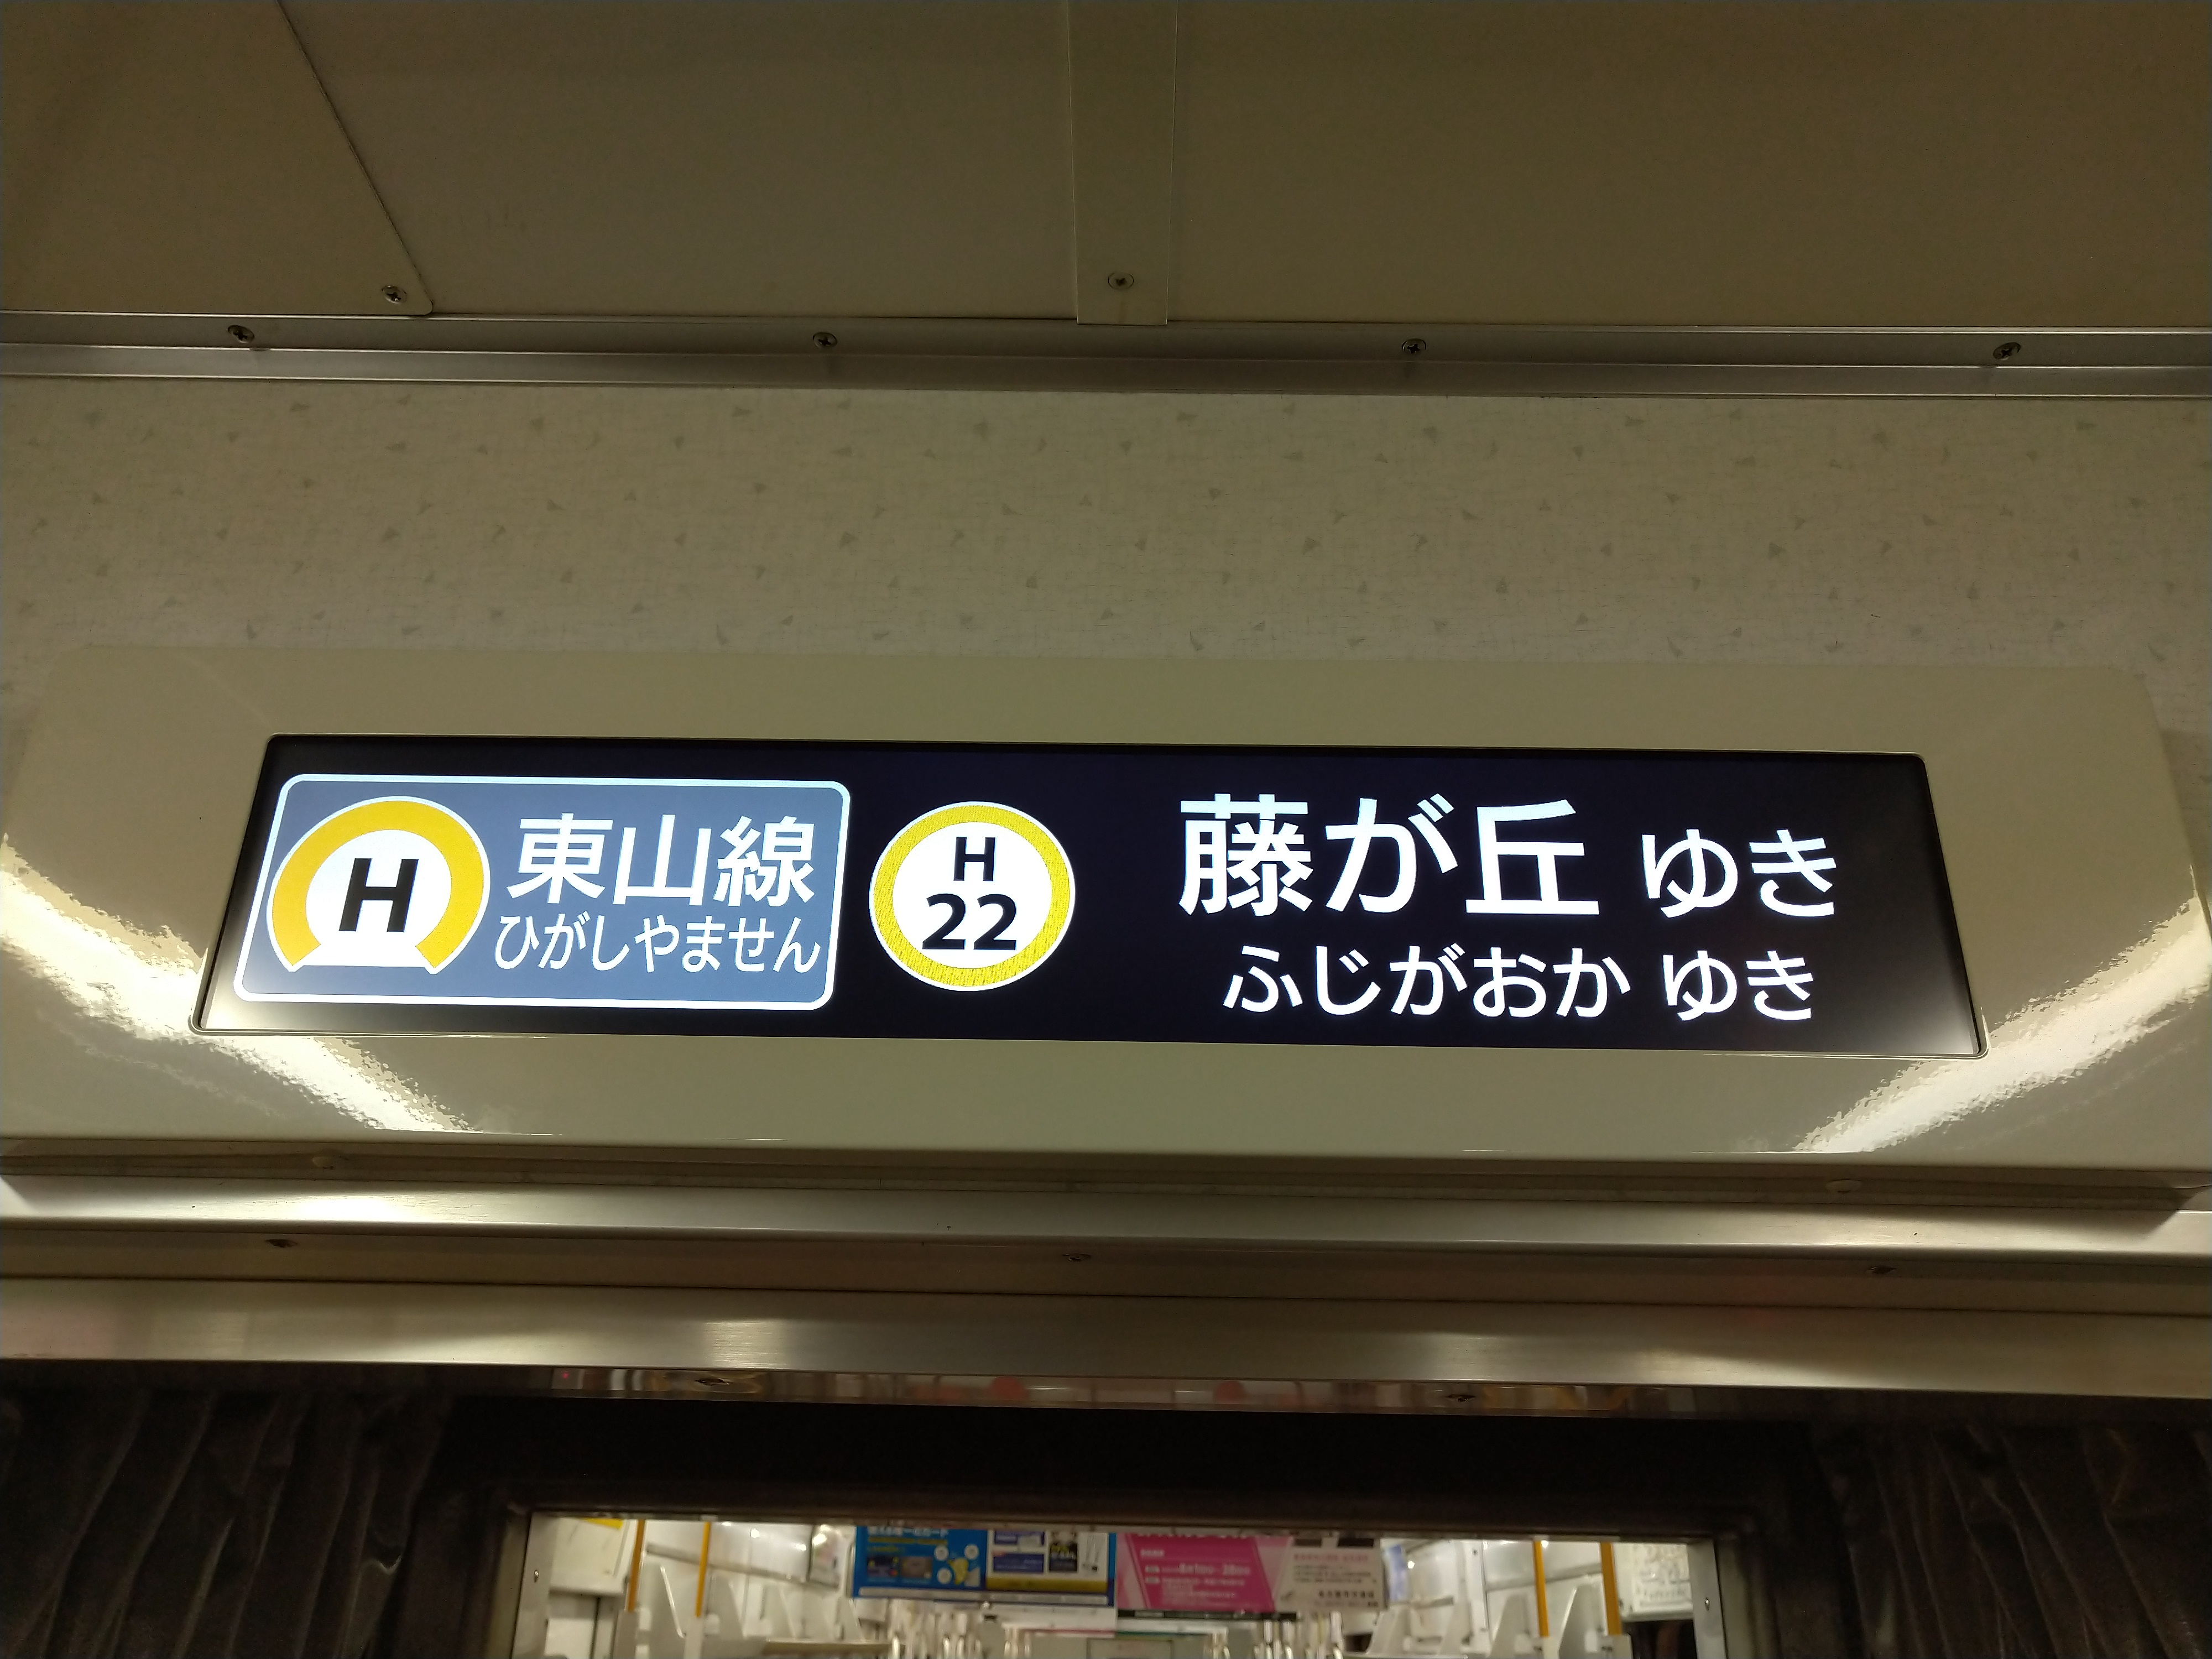 H
東山線
ひがしやません
H
22
藤が丘 ゆき
ふじがおか ゆき